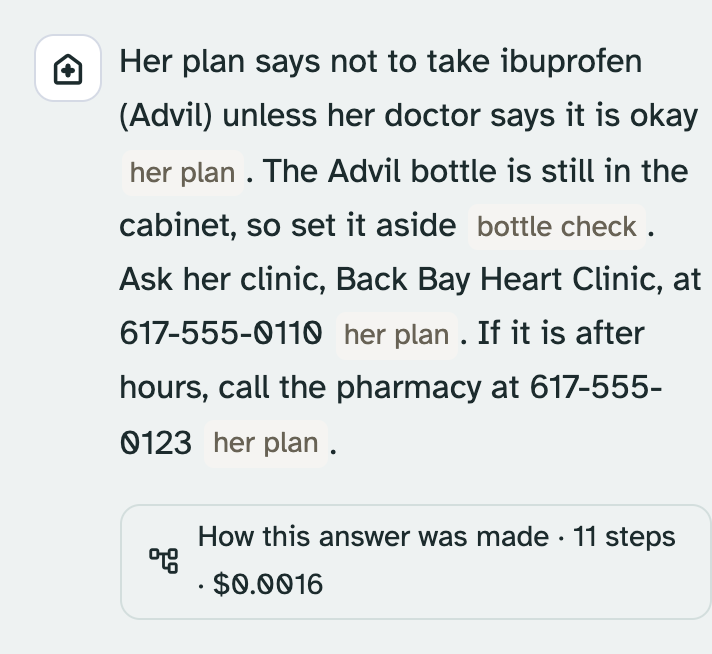 Her plan says not to take ibuprofen
(Advil) unless her doctor says it is okay
her plan. The Advil bottle is still in the
cabinet, so set it aside bottle check.
Ask her clinic, Back Bay Heart Clinic, at
617-555-0110 her plan. If it is after
hours, call the pharmacy at 617-555-
0123 her plan.
How this answer was made · 11 steps
· $0.0016